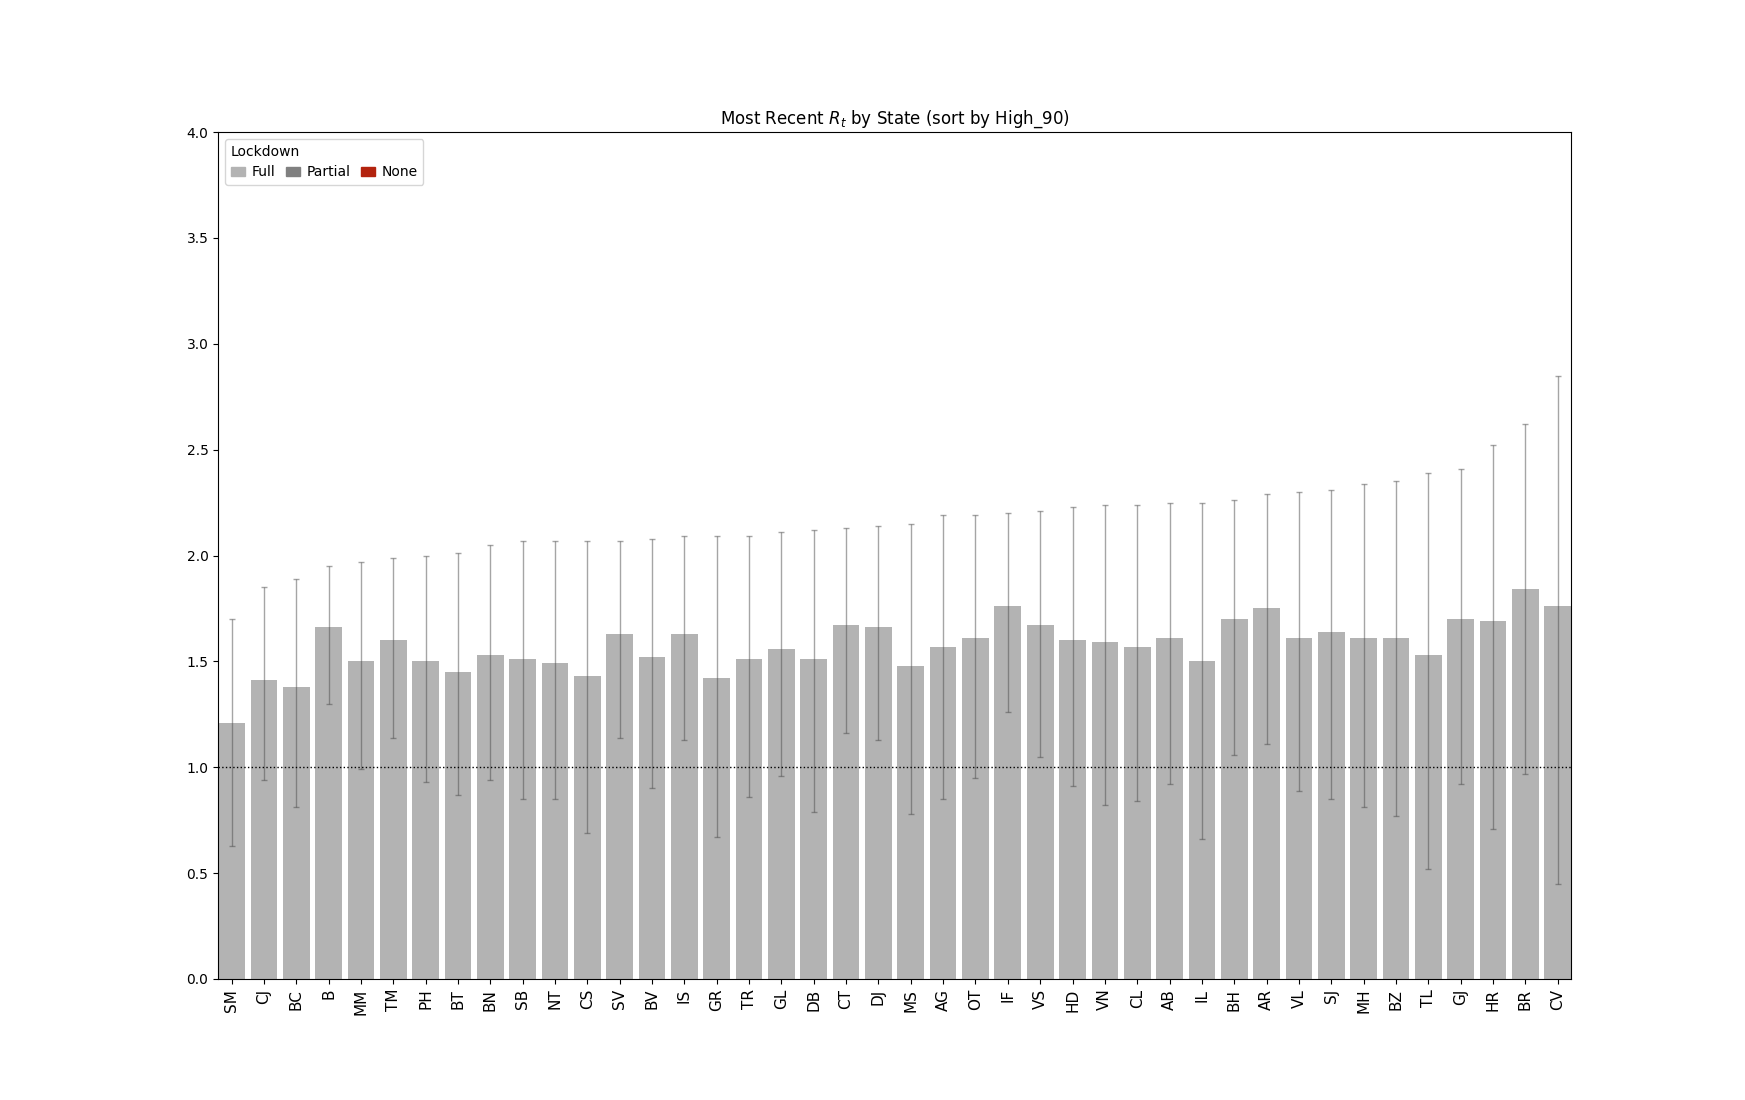 Most Recent Rt by State (sort by High_90)
Lockdown
Full Partial None
4.0
3.5
3.0
2.5
2.0
1.5
1.0
0.5
0.0
SM CJ BC B MM TM PH BT BN SB NT CS SV BV IS GR TR GL DB CT DJ MS AG OT IF VS HD VN CL AB IL BH AR VL SJ MH BZ TL GJ HR BR CV